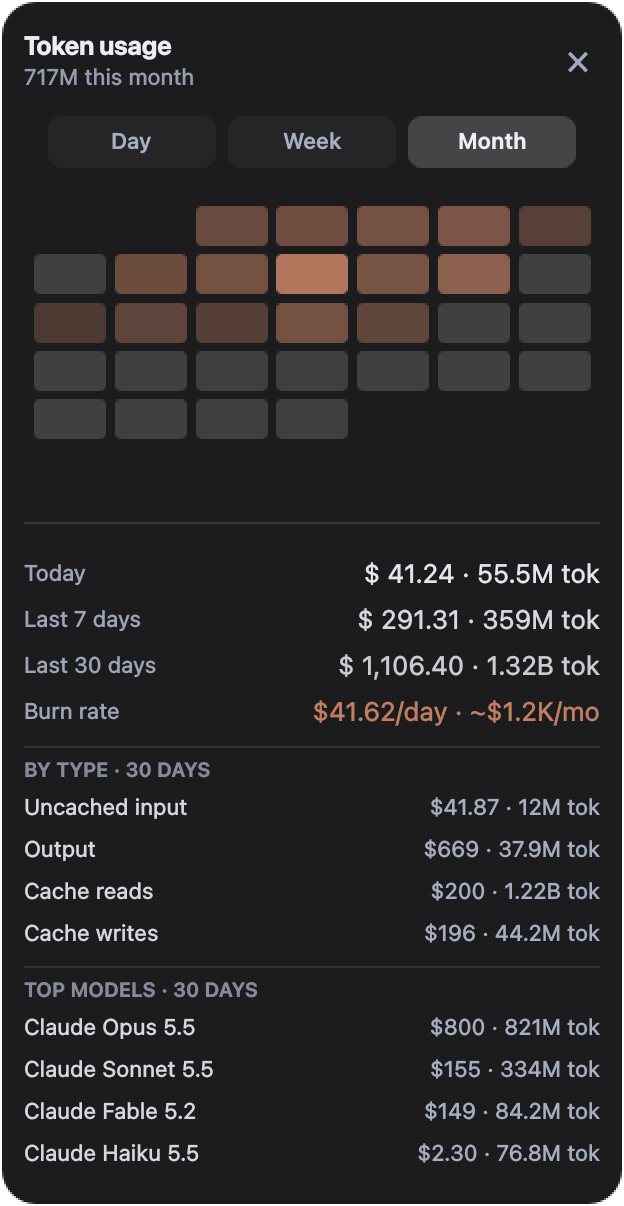 Token usage
717M this month
Day Week Month
Today $ 41.24 · 55.5M tok
Last 7 days $ 291.31 · 359M tok
Last 30 days $ 1,106.40 · 1.32B tok
Burn rate $41.62/day · ~$1.2K/mo
BY TYPE · 30 DAYS
Uncached input $41.87 · 12M tok
Output $669 · 37.9M tok
Cache reads $200 · 1.22B tok
Cache writes $196 · 44.2M tok
TOP MODELS · 30 DAYS
Claude Opus 5.5 $800 · 821M tok
Claude Sonnet 5.5 $155 · 334M tok
Claude Fable 5.2 $149 · 84.2M tok
Claude Haiku 5.5 $2.30 · 76.8M tok